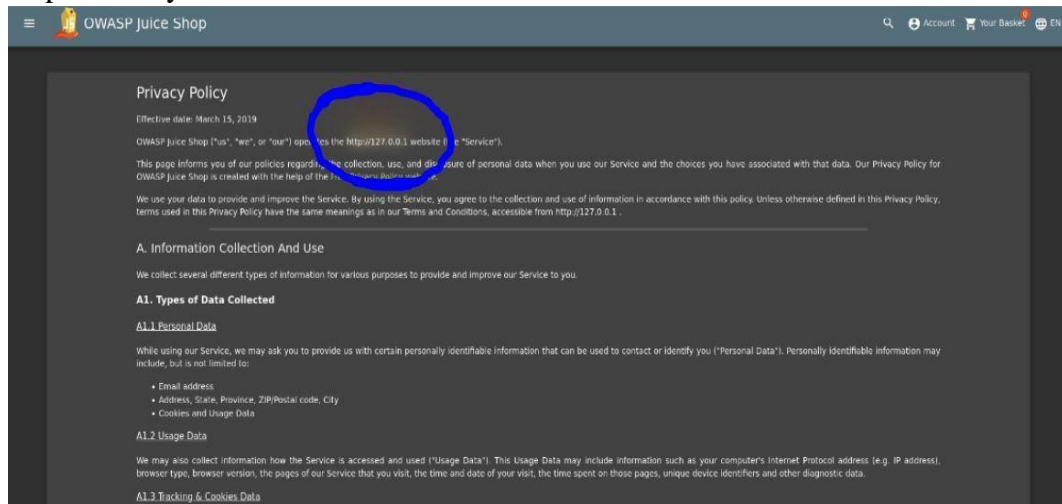 OWASP Juice Shop
Account
Your Basket
0
EN
Privacy Policy
Effective date: March 15, 2019
OWASP Juice Shop ("us", "we", or "our") operates the http://127.0.0.1 website (the "Service").
This page informs you of our policies regarding the collection, use, and disclosure of personal data when you use our Service and the choices you have associated with that data. Our Privacy Policy for
OWASP Juice Shop is created with the help of the Privacy Policy website.
We use your data to provide and improve the Service. By using the Service, you agree to the collection and use of information in accordance with this policy. Unless otherwise defined in this Privacy Policy,
terms used in this Privacy Policy have the same meanings as in our Terms and Conditions, accessible from http://127.0.0.1 .
A. Information Collection And Use
We collect several different types of information for various purposes to provide and improve our Service to you.
A1. Types of Data Collected
A1.1 Personal Data
While using our Service, we may ask you to provide us with certain personally identifiable information that can be used to contact or identify you ("Personal Data"). Personally identifiable information may
include, but is not limited to:
• Email address
• Address, State, Province, ZIP/Postal code, City
• Cookies and Usage Data
A1.2 Usage Data
We may also collect information how the Service is accessed and used ("Usage Data"). This Usage Data may include information such as your computer's Internet Protocol address (e.g. IP address),
browser type, browser version, the pages of our Service that you visit, the time and date of your visit, the time spent on those pages, unique device identifiers and other diagnostic data.
A1.3 Tracking & Cookies Data